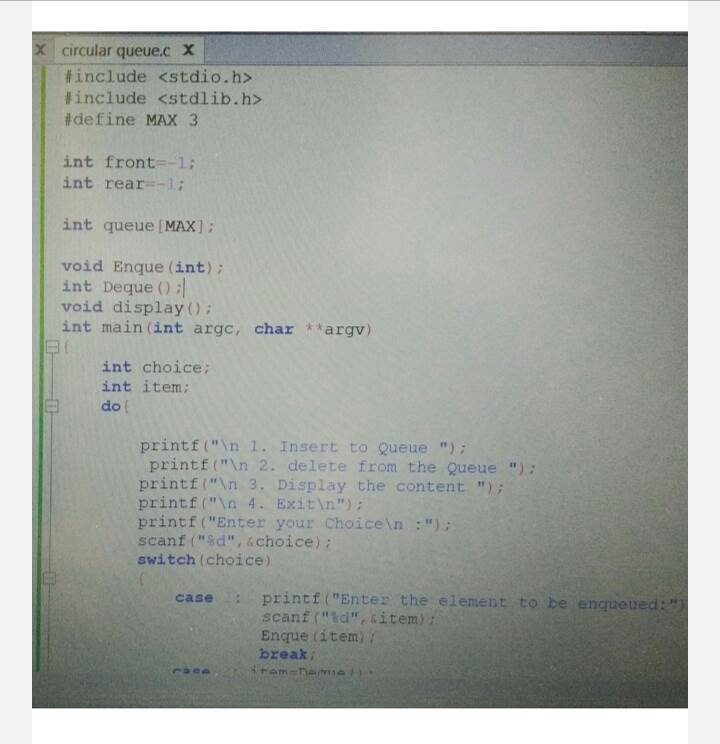 circular queue.c X
#include <stdio.h>
#include <stdlib.h>
#define MAX 3
int front=-1;
int rear=-1;
int queue[MAX];
void Enque(int);
int Deque();
void display();
int main(int argc, char **argv)
{
int choice;
int item;
do{
printf("\n 1. Insert to Queue ");
printf("\n 2. delete from the Queue ");
printf("\n 3. Display the content ");
printf("\n 4. Exit\n");
printf("Enter your Choice\n :");
scanf("%d",&choice);
switch(choice)
{
case 1: printf("Enter the element to be enqueued:")
scanf("%d",&item);
Enque(item);
break;
case item=Deque();